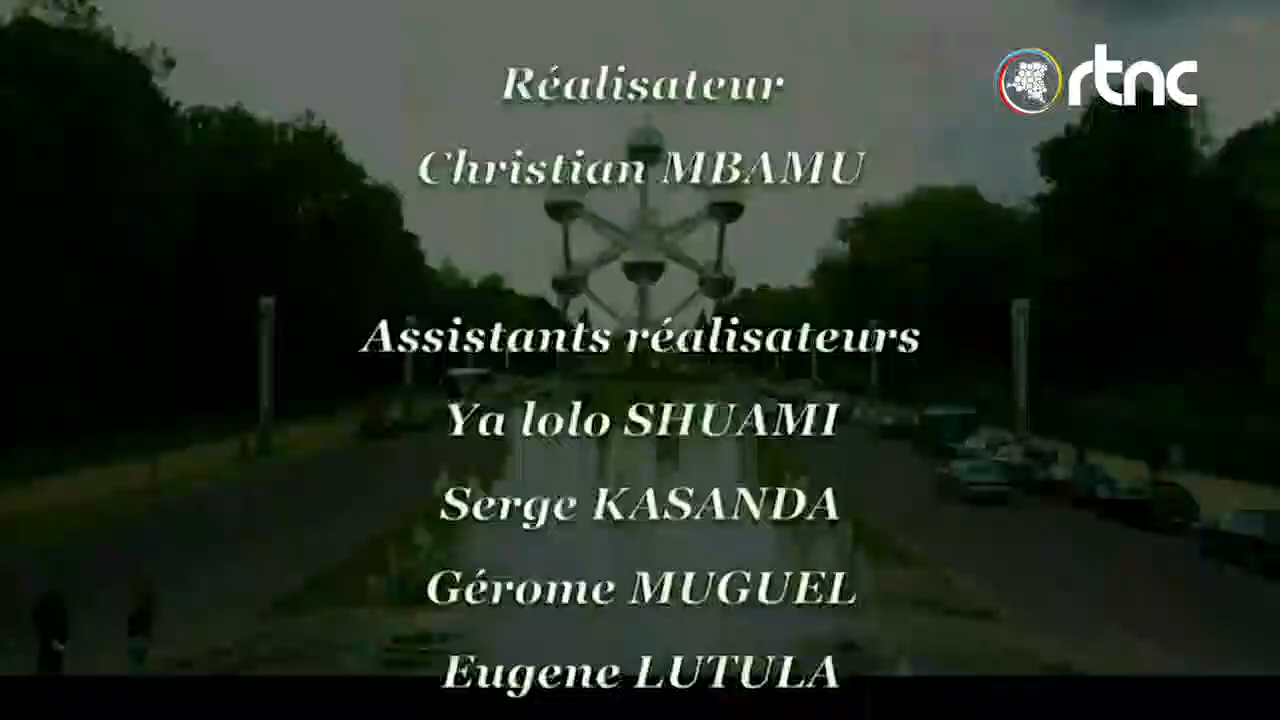 rtnc
Réalisateur
Christian MBAMU
Assistants réalisateurs
Ya lolo SHUAMI
Serge KASANDA
Gérome MUGUEL
Eugene LUTULA